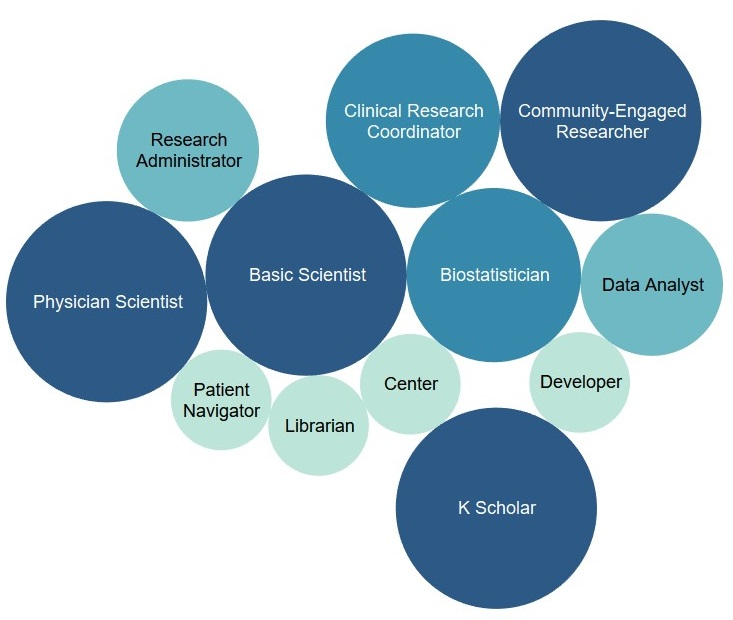 Clinical Research
Coordinator
Community-Engaged
Researcher
Research
Administrator
Physician Scientist
Basic Scientist
Biostatistician
Data Analyst
Patient
Navigator
Librarian
Center
Developer
K Scholar